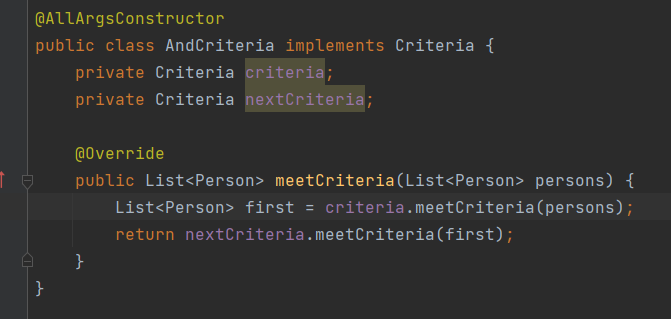 @AllArgsConstructor
public class AndCriteria implements Criteria {
    private Criteria criteria;
    private Criteria nextCriteria;

    @Override
    public List<Person> meetCriteria(List<Person> persons) {
        List<Person> first = criteria.meetCriteria(persons);
        return nextCriteria.meetCriteria(first);
    }
}